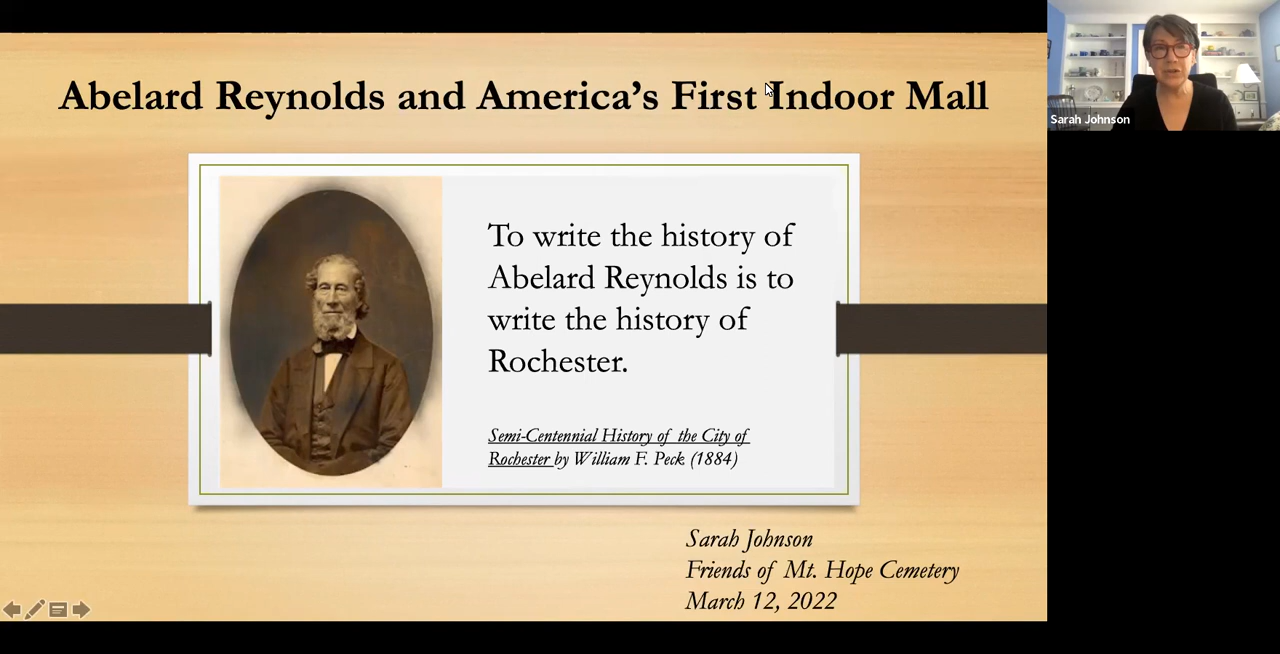 Abelard Reynolds and America's First Indoor Mall
To write the history of
Abelard Reynolds is to
write the history of
Rochester.
Semi-Centennial History of the City of
Rochester by William F. Peck (1884)
Sarah Johnson
Friends of Mt. Hope Cemetery
March 12, 2022
Sarah Johnson